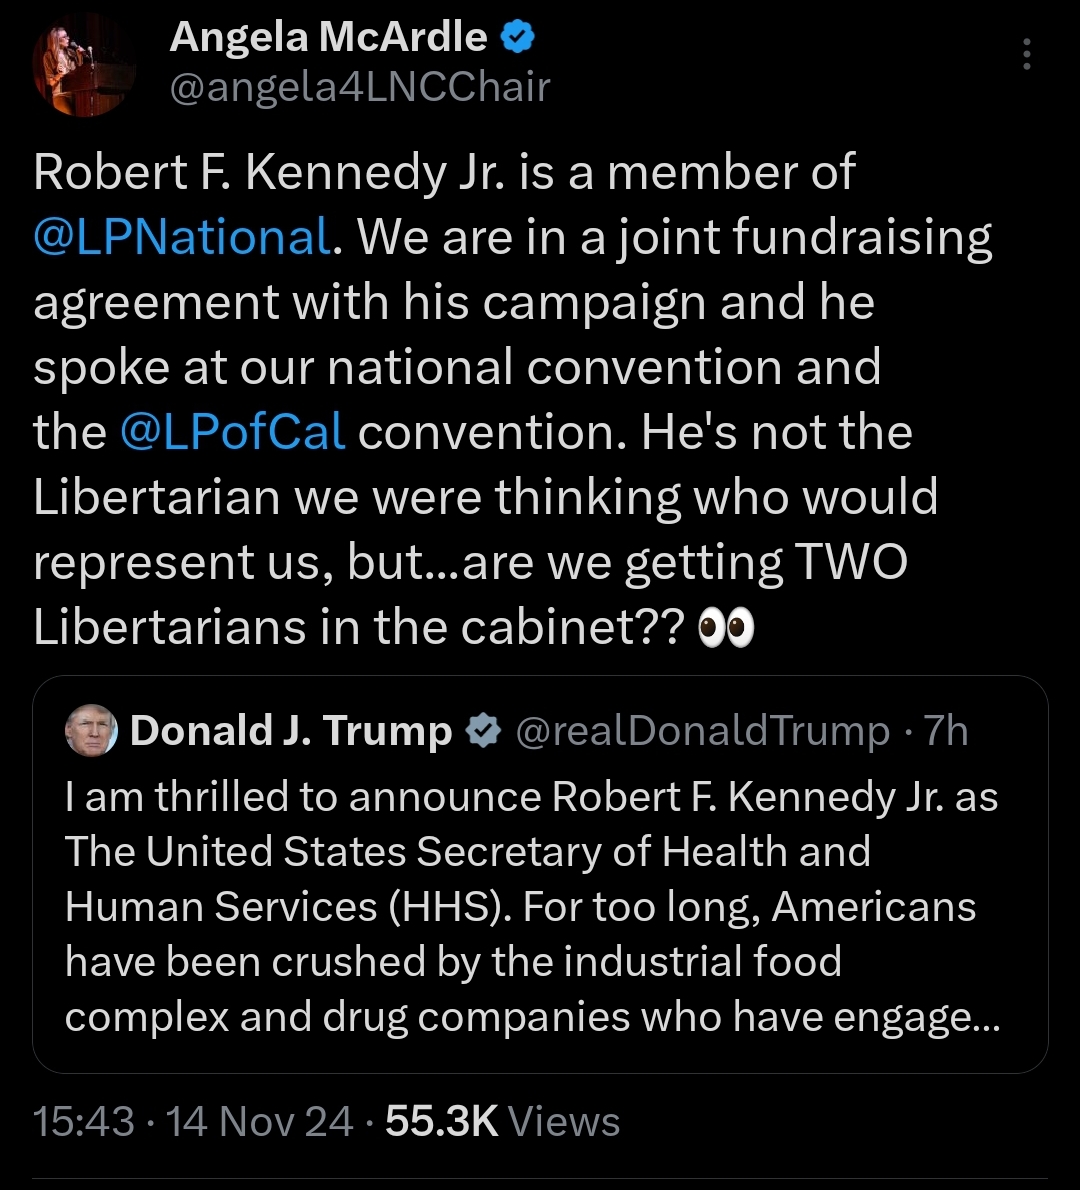 Angela McArdle
@angela4LNCChair
Robert F. Kennedy Jr. is a member of
@LPNational. We are in a joint fundraising
agreement with his campaign and he
spoke at our national convention and
the @LPofCal convention. He's not the
Libertarian we were thinking who would
represent us, but...are we getting TWO
Libertarians in the cabinet?? 👀
Donald J. Trump @realDonaldTrump · 7h
I am thrilled to announce Robert F. Kennedy Jr. as
The United States Secretary of Health and
Human Services (HHS). For too long, Americans
have been crushed by the industrial food
complex and drug companies who have engage...
15:43 · 14 Nov 24 · 55.3K Views